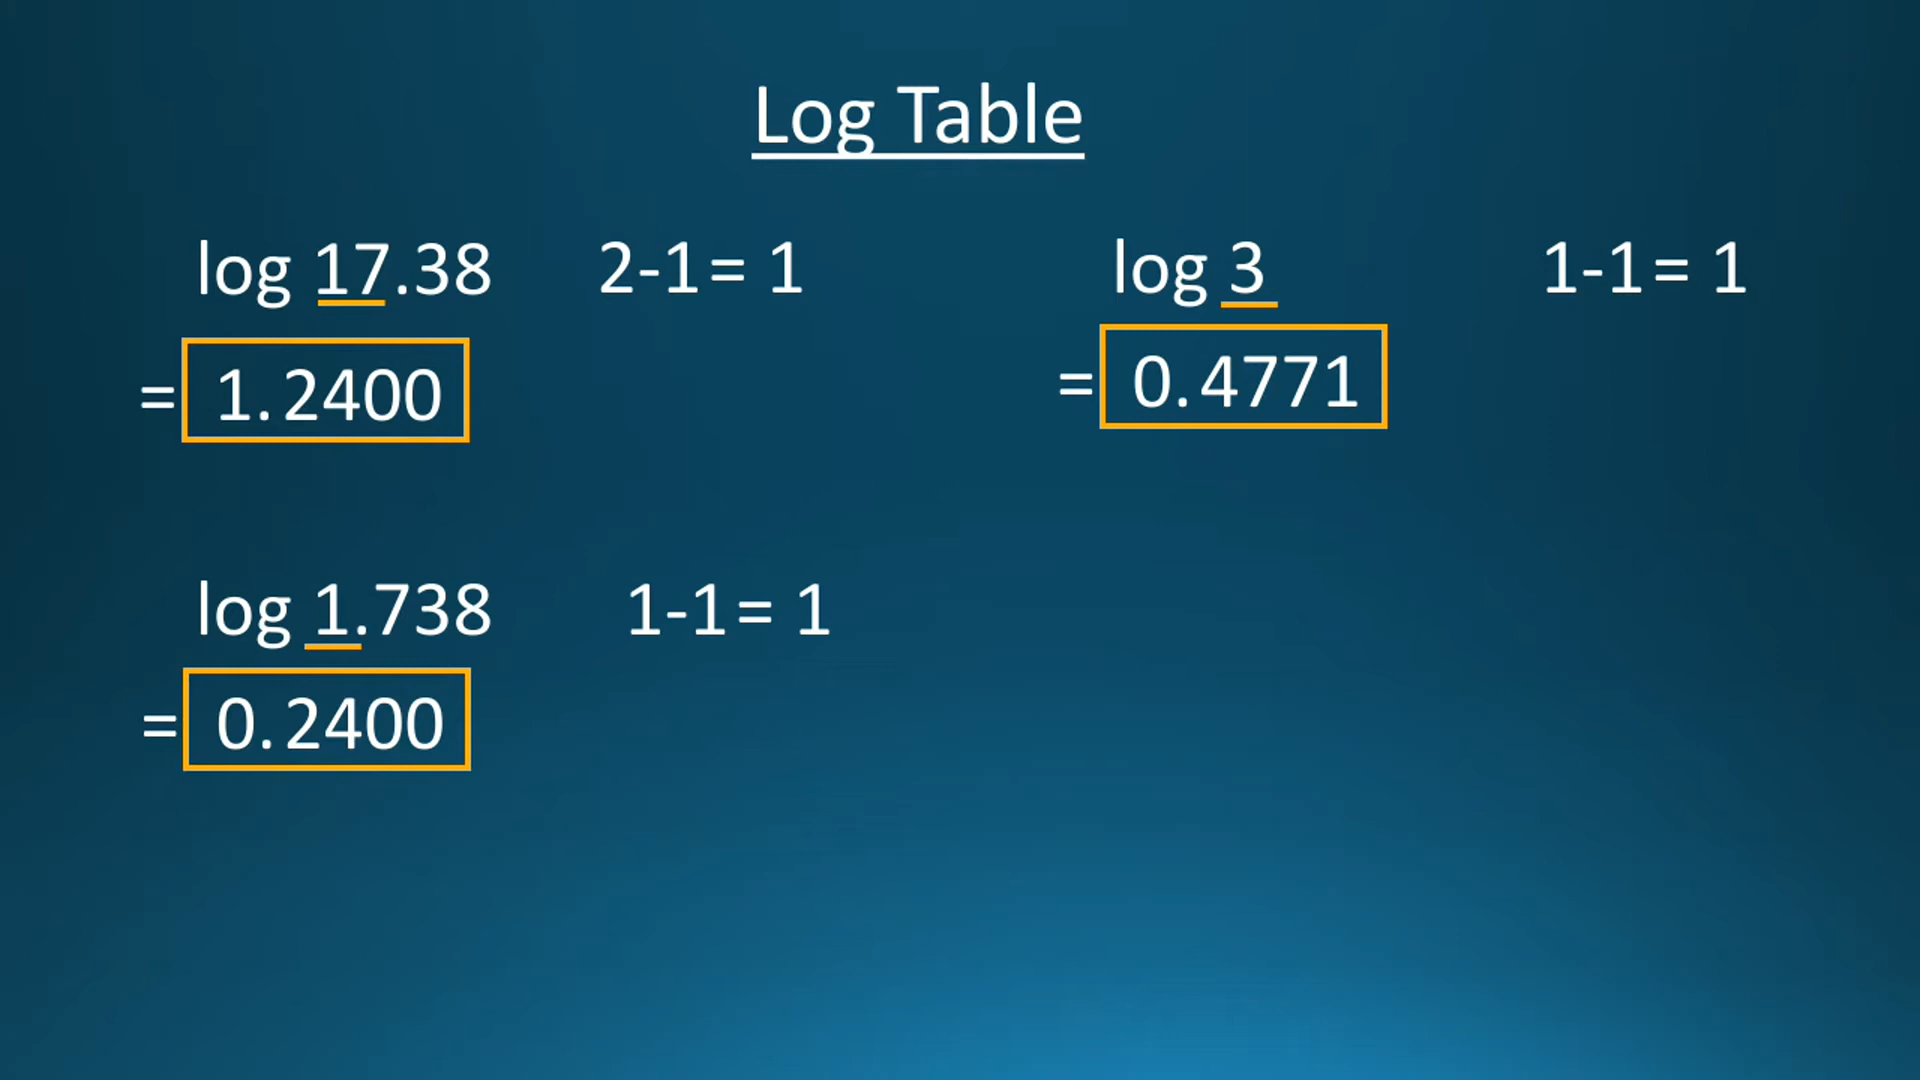 Log Table
log 17.38 2-1= 1
= 1.2400
log 3 1-1= 1
= 0.4771
log 1.738 1-1= 1
= 0.2400